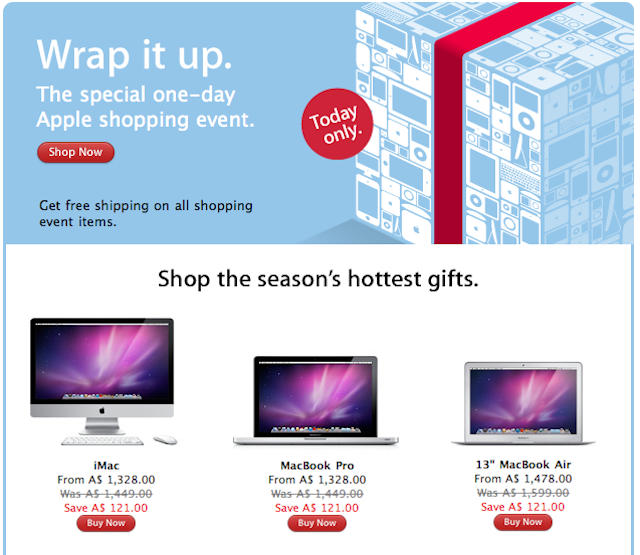 Wrap it up.
The special one-day
Apple shopping event.
Shop Now
Today
only.
Get free shipping on all shopping
event items.
Shop the season's hottest gifts.
iMac
From A$ 1,328.00
Was A$ 1,449.00
Save A$ 121.00
Buy Now
MacBook Pro
From A$ 1,328.00
Was A$ 1,449.00
Save A$ 121.00
Buy Now
13" MacBook Air
From A$ 1,478.00
Was A$ 1,599.00
Save A$ 121.00
Buy Now